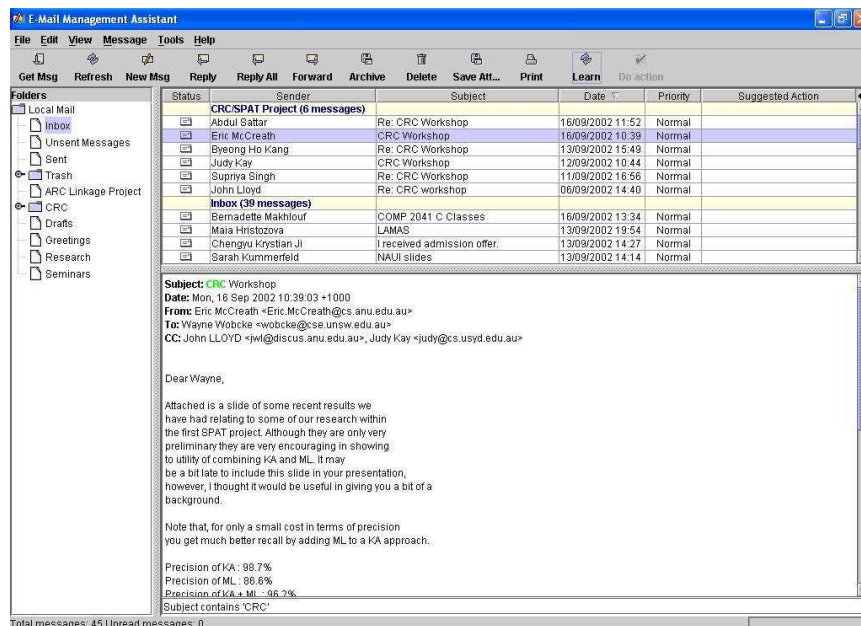 E-Mail Management Assistant
File Edit View Message Tools Help
Get Msg Refresh New Msg Reply Reply All Forward Archive Delete Save Att... Print Learn Do action
Folders
Local Mail
Inbox
Unsent Messages
Sent
Trash
ARC Linkage Project
CRC
Drafts
Greetings
Research
Seminars
Status Sender Subject Date Priority Suggested Action
CRC/SPAT Project (6 messages)
Abdul Sattar Re: CRC Workshop 16/09/2002 11:52 Normal
Eric McCreath CRC Workshop 16/09/2002 10:39 Normal
Byeong Ho Kang Re: CRC Workshop 13/09/2002 15:49 Normal
Judy Kay CRC Workshop 12/09/2002 10:44 Normal
Supriya Singh Re: CRC Workshop 11/09/2002 16:56 Normal
John Lloyd Re: CRC workshop 06/09/2002 14:40 Normal
Inbox (39 messages)
Bernadette Makhlouf COMP 2041 C Classes 16/09/2002 13:34 Normal
Maia Hristozova LAMAS 13/09/2002 19:54 Normal
Chengyu Krystian Ji I received admission offer. 13/09/2002 14:27 Normal
Sarah Kummerfeld NAUI slides 13/09/2002 14:14 Normal
Subject: CRC Workshop
Date: Mon, 16 Sep 2002 10:39:03 +1000
From: Eric McCreath <Eric.McCreath@cs.anu.edu.au>
To: Wayne Wobcke <wobcke@cse.unsw.edu.au>
CC: John LLOYD <jwl@discus.anu.edu.au>, Judy Kay <judy@cs.usyd.edu.au>
Dear Wayne,
Attached is a slide of some recent results we
have had relating to some of our research within
the first SPAT project. Although they are only very
preliminary they are very encouraging in showing
to utility of combining KA and ML. It may
be a bit late to include this slide in your presentation,
however, I thought it would be useful in giving you a bit of a
background.
Note that, for only a small cost in terms of precision
you get much better recall by adding ML to a KA approach.
Precision of KA : 98.7%
Precision of ML : 86.6%
Precision of KA + ML : 96.2%
Subject contains 'CRC'
Total messages: 45 Unread messages: 0